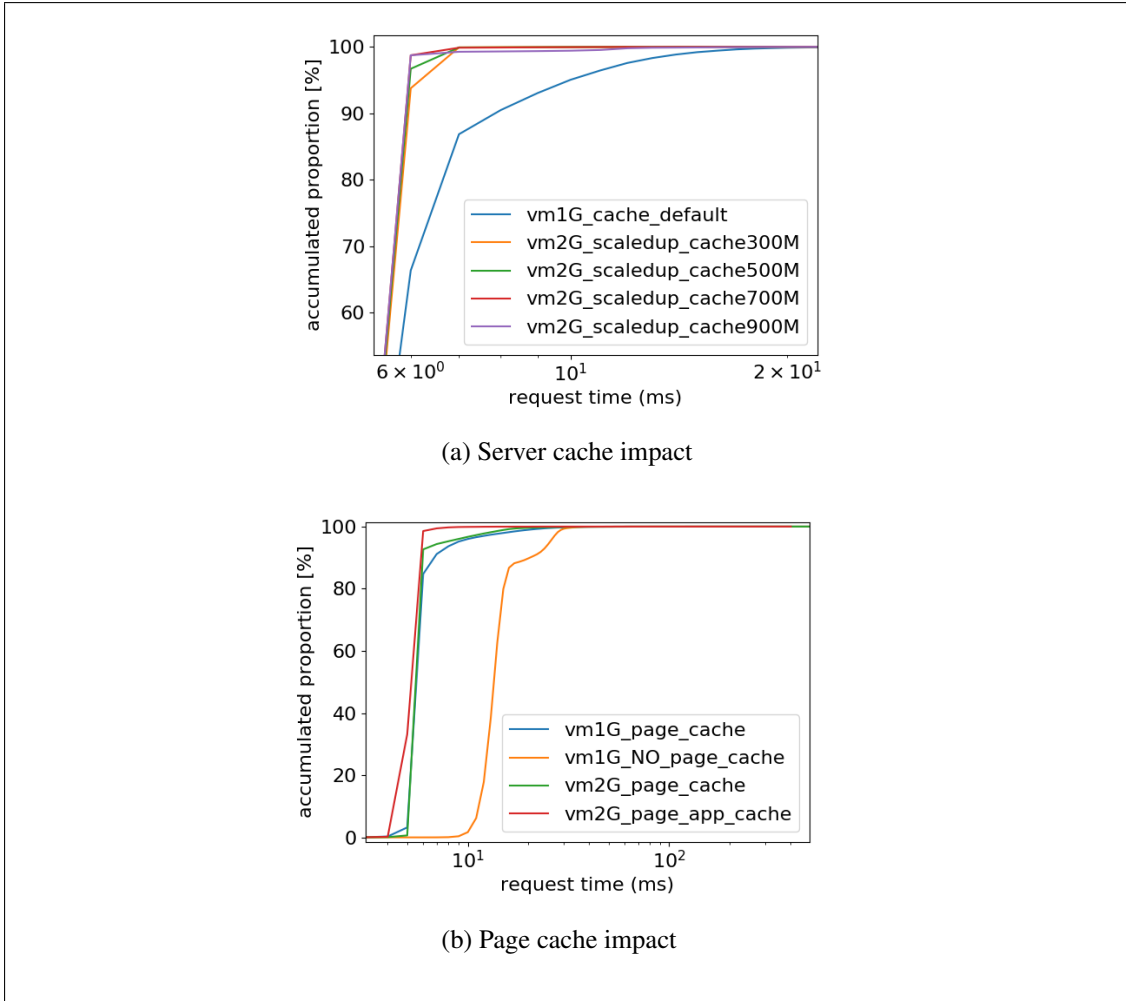 100
90
80
70
60
accumulated proportion [%]
vm1G_cache_default
vm2G_scaledup_cache300M
vm2G_scaledup_cache500M
vm2G_scaledup_cache700M
vm2G_scaledup_cache900M
6 × 10⁰
10¹
2 × 10¹
request time (ms)
(a) Server cache impact
100
80
60
40
20
0
accumulated proportion [%]
vm1G_page_cache
vm1G_NO_page_cache
vm2G_page_cache
vm2G_page_app_cache
10¹
10²
request time (ms)
(b) Page cache impact